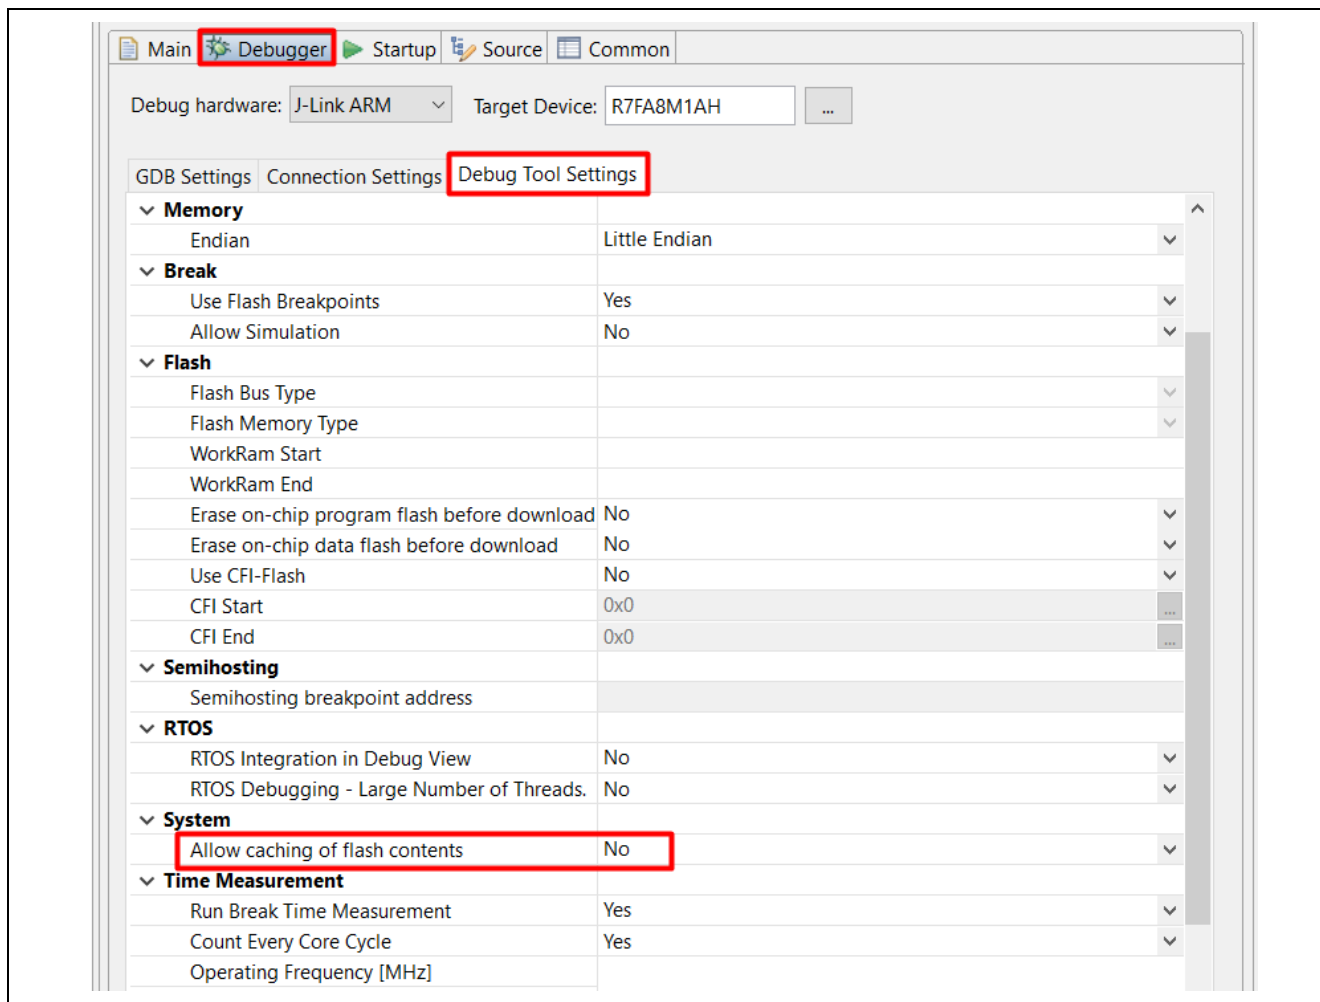 Main Debugger Startup Source Common
Debug hardware: J-Link ARM Target Device: R7FA8M1AH ...
GDB Settings Connection Settings Debug Tool Settings
Memory
Endian Little Endian
Break
Use Flash Breakpoints Yes
Allow Simulation No
Flash
Flash Bus Type
Flash Memory Type
WorkRam Start
WorkRam End
Erase on-chip program flash before download No
Erase on-chip data flash before download No
Use CFI-Flash No
CFI Start 0x0 ...
CFI End 0x0 ...
Semihosting
Semihosting breakpoint address
RTOS
RTOS Integration in Debug View No
RTOS Debugging - Large Number of Threads. No
System
Allow caching of flash contents No
Time Measurement
Run Break Time Measurement Yes
Count Every Core Cycle Yes
Operating Frequency [MHz]